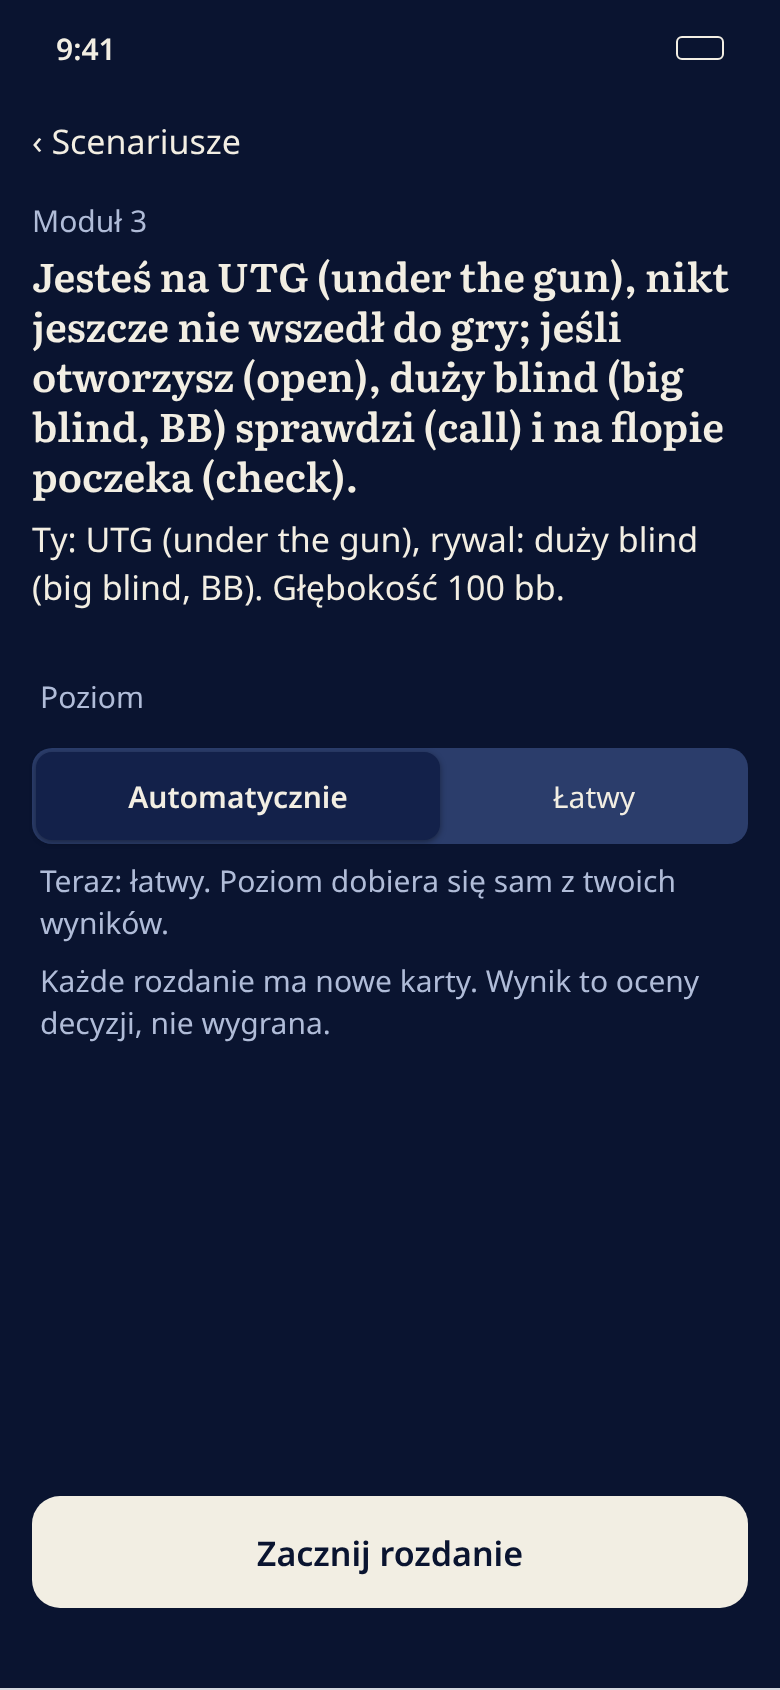 9:41
‹ Scenariusze
Moduł 3
Jesteś na UTG (under the gun), nikt
jeszcze nie wszedł do gry; jeśli
otworzysz (open), duży blind (big
blind, BB) sprawdzi (call) i na flopie
poczeka (check).
Ty: UTG (under the gun), rywal: duży blind
(big blind, BB). Głębokość 100 bb.
Poziom
Automatycznie
Łatwy
Teraz: łatwy. Poziom dobiera się sam z twoich
wyników.
Każde rozdanie ma nowe karty. Wynik to oceny
decyzji, nie wygrana.
Zacznij rozdanie